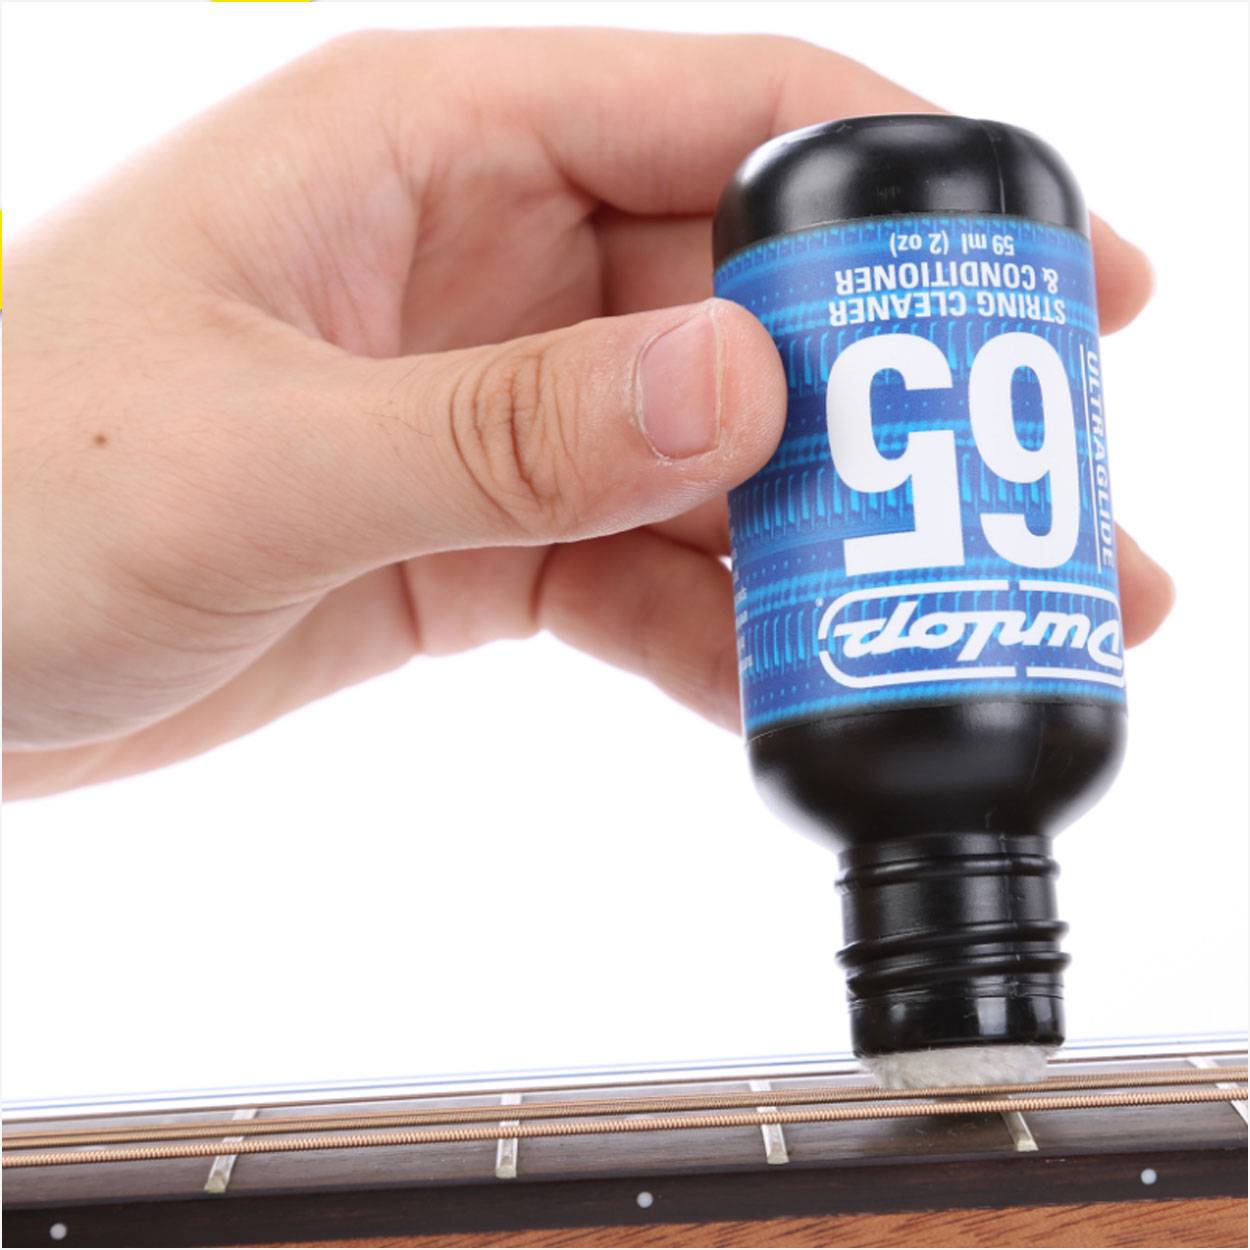 Dunlop
65
ULTRAGLIDE
STRING CLEANER
& CONDITIONER
59 ml (2 oz)